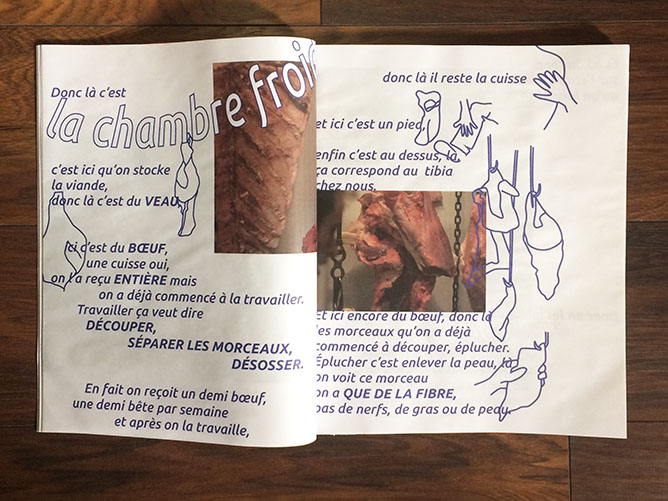 Donc là c'est
la chambre froide
c'est ici qu'on stocke
la viande,
donc là c'est du VEAU,
Ici c'est du BŒUF,
une cuisse oui,
on l'a reçu ENTIÈRE mais
on a déjà commencé à la travailler.
Travailler ça veut dire
DÉCOUPER,
SÉPARER LES MORCEAUX,
DÉSOSSER.
En fait on reçoit un demi bœuf,
une demi bête par semaine
et après on la travaille,
donc là il reste la cuisse
et ici c'est un pied,
enfin c'est au dessus, la
ça correspond au tibia
chez nous.
Et ici encore du bœuf, donc là
les morceaux qu'on a déjà
commencé à découper, éplucher.
Éplucher c'est enlever la peau, là
on voit ce morceau
on a QUE DE LA FIBRE,
pas de nerfs, de gras ou de peau.